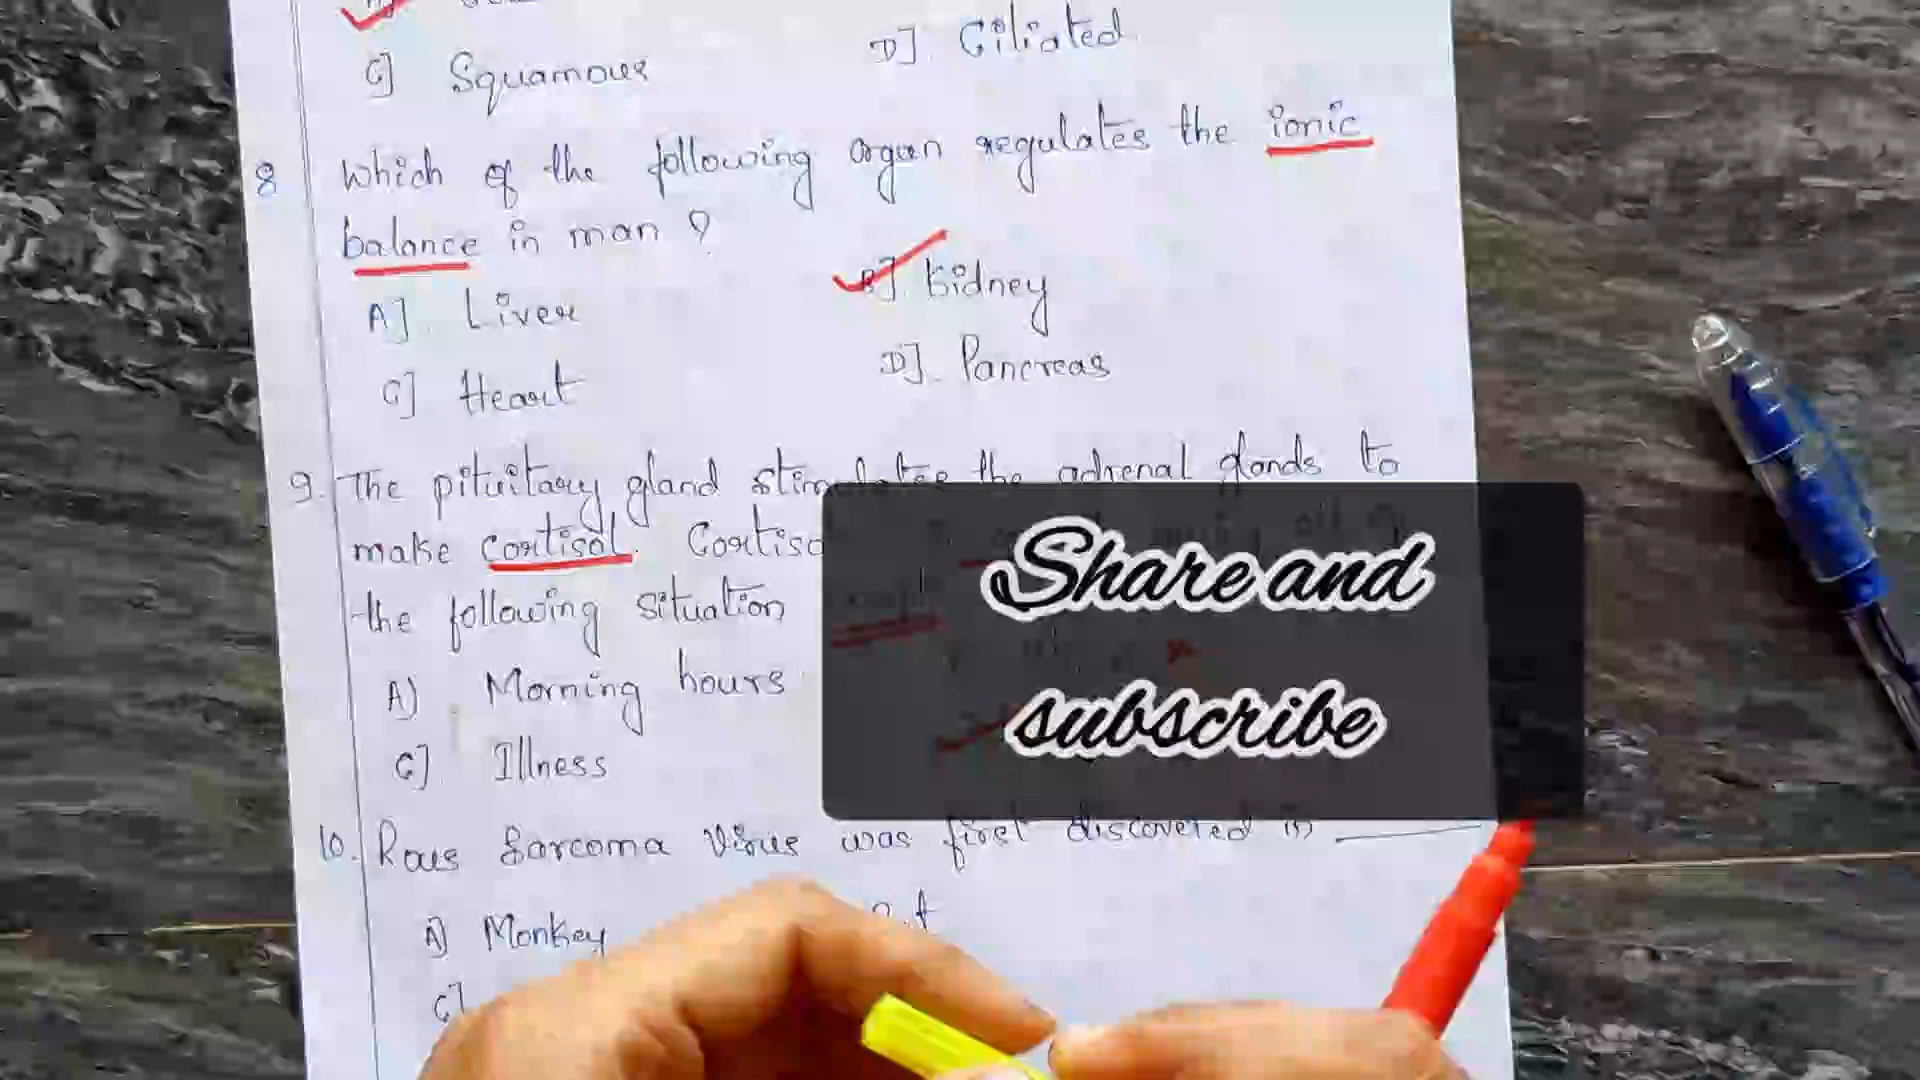 C] Squamous
D] Ciliated
8 Which of the following organ regulates the ionic
balance in man ?
A] Liver
B] Kidney
C] Heart
D] Pancreas
9. The pituitary gland stimulates the adrenal glands to
make cortisol.
the following situation
A) Morning hours
C] Illness
Share and
subscribe
10. Rous Sarcoma Virus was first discovered in
A) Monkey
C]